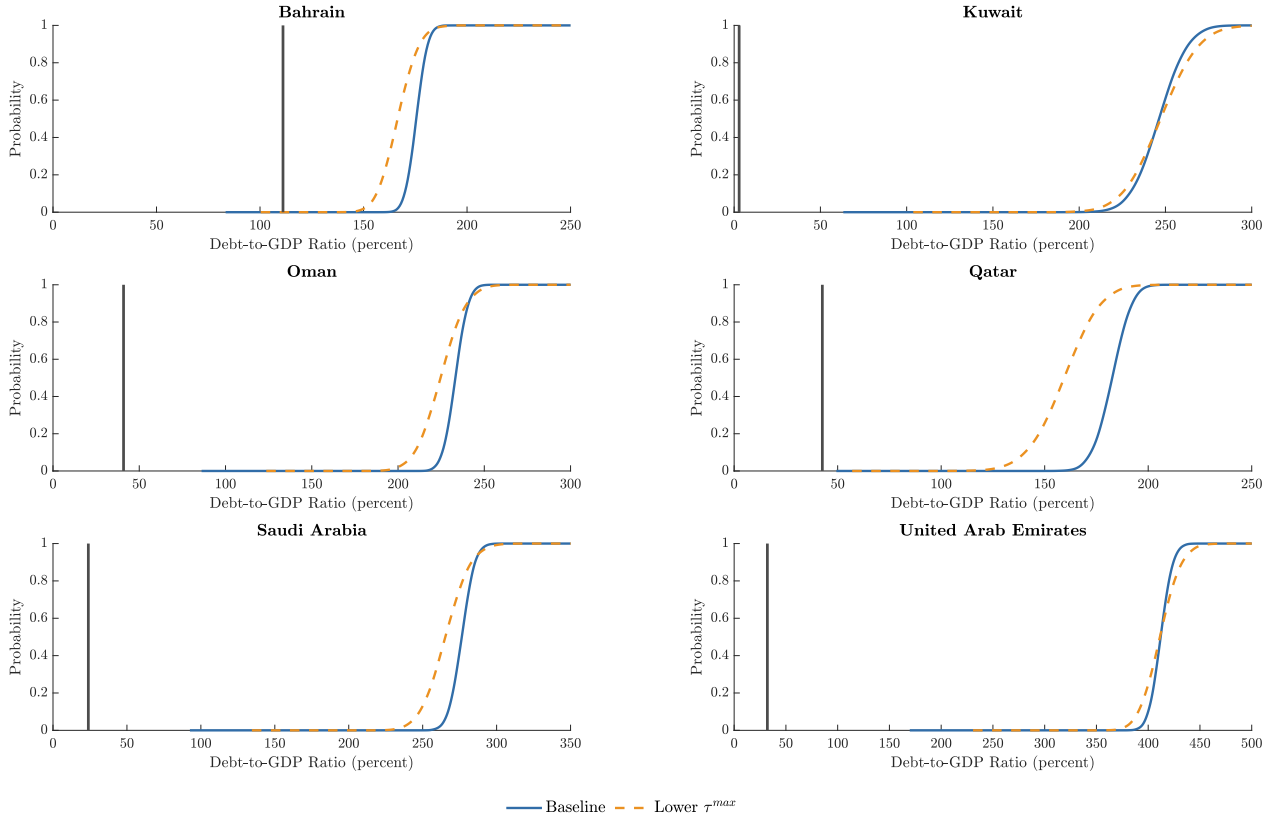 Bahrain
Probability
1
0.8
0.6
0.4
0.2
0
0 50 100 150 200 250
Debt-to-GDP Ratio (percent)
Kuwait
Probability
1
0.8
0.6
0.4
0.2
0
0 50 100 150 200 250 300
Debt-to-GDP Ratio (percent)
Oman
Probability
1
0.8
0.6
0.4
0.2
0
0 50 100 150 200 250 300
Debt-to-GDP Ratio (percent)
Qatar
Probability
1
0.8
0.6
0.4
0.2
0
0 50 100 150 200 250
Debt-to-GDP Ratio (percent)
Saudi Arabia
Probability
1
0.8
0.6
0.4
0.2
0
0 50 100 150 200 250 300 350
Debt-to-GDP Ratio (percent)
United Arab Emirates
Probability
1
0.8
0.6
0.4
0.2
0
0 50 100 150 200 250 300 350 400 450 500
Debt-to-GDP Ratio (percent)
Baseline Lower τ^max